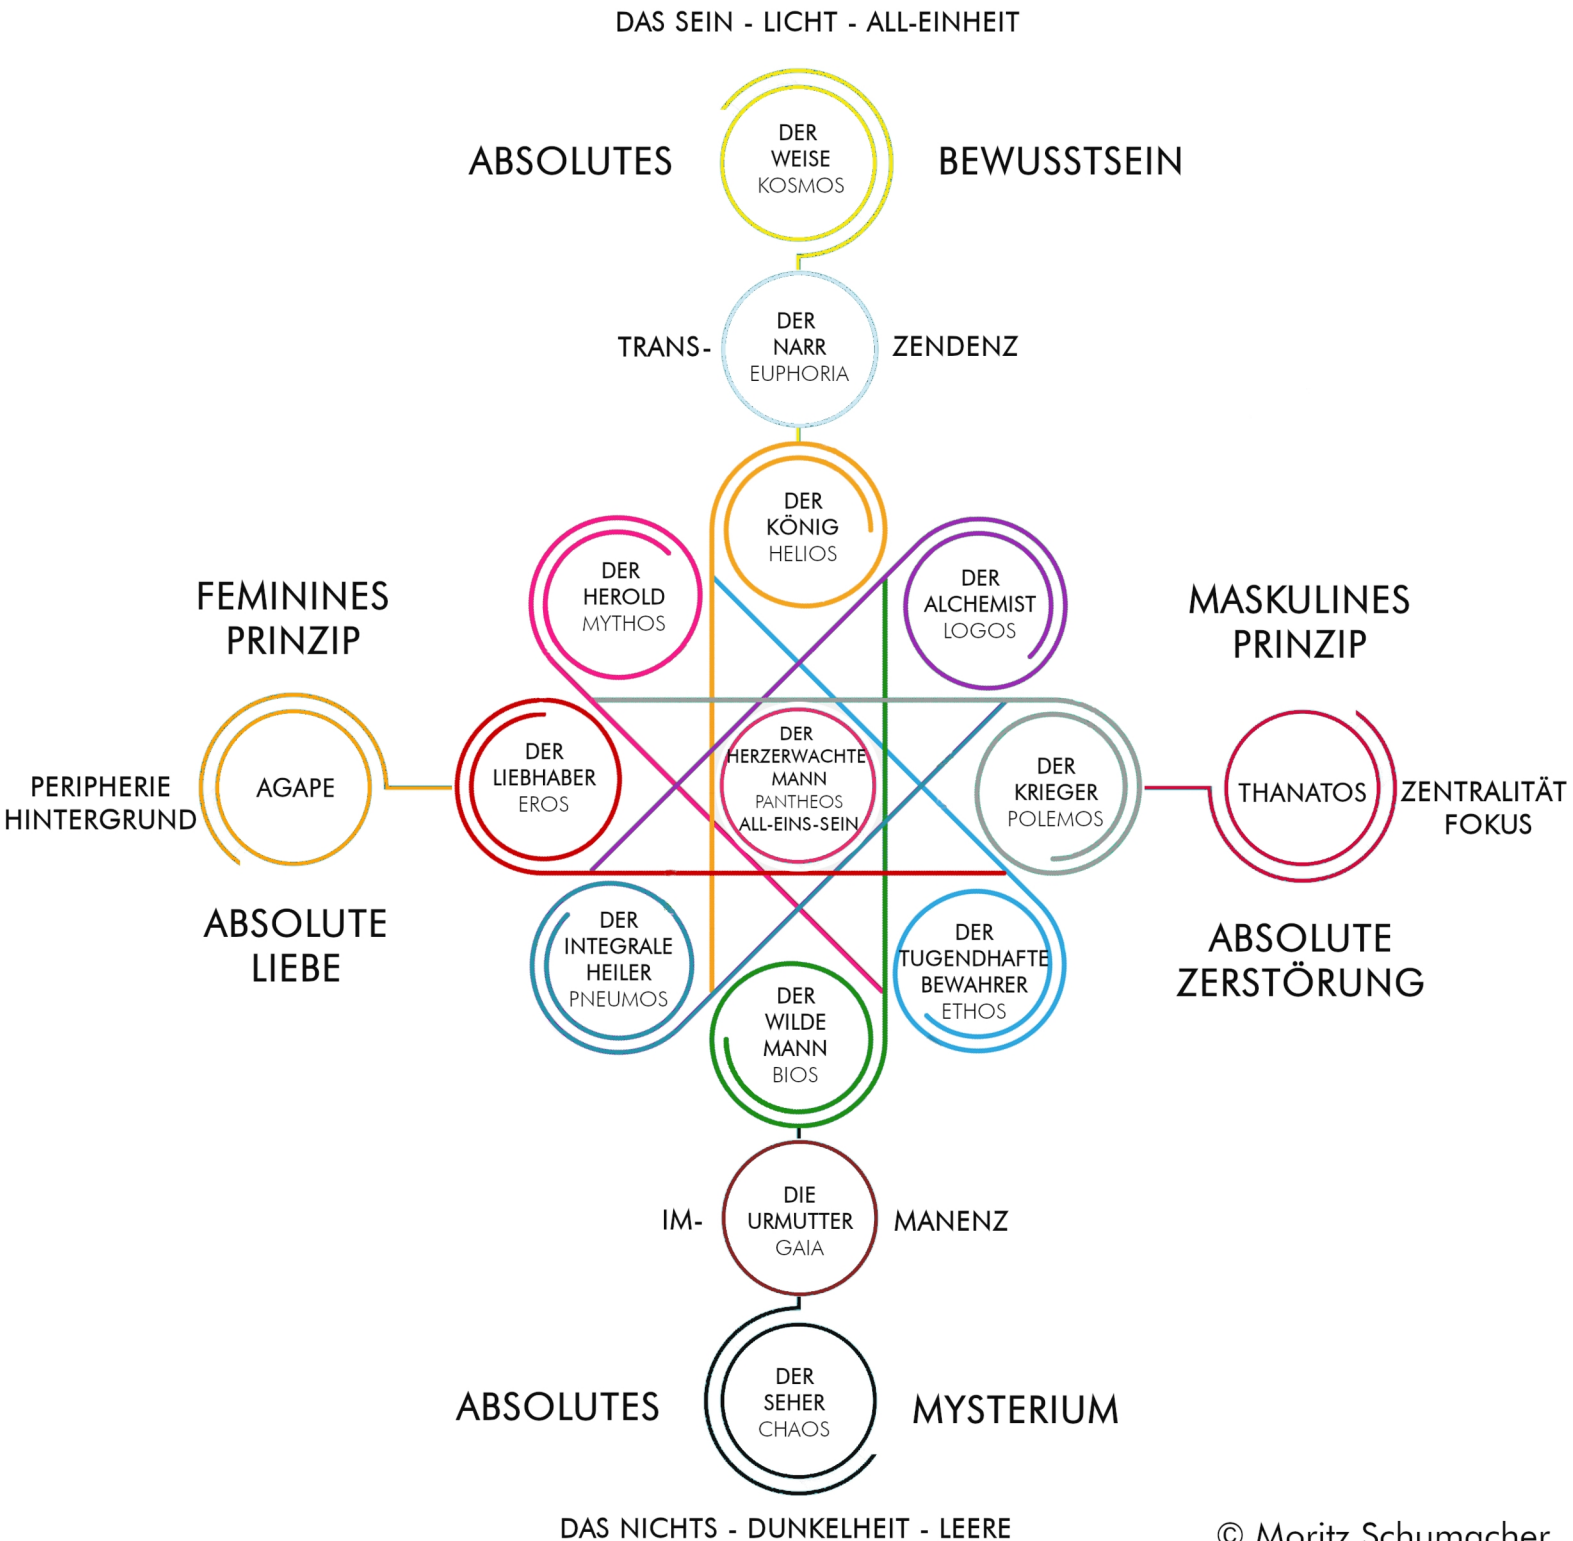 DAS SEIN - LICHT - ALL-EINHEIT
ABSOLUTES
DER
WEISE
KOSMOS
BEWUSSTSEIN
TRANS-
DER
NARR
EUPHORIA
ZENDENZ
DER
KÖNIG
HELIOS
DER
HEROLD
MYTHOS
DER
ALCHEMIST
LOGOS
FEMININES
PRINZIP
MASKULINES
PRINZIP
PERIPHERIE
HINTERGRUND
AGAPE
DER
LIEBHABER
EROS
DER
HERZERWACHTE
MANN
PANTHEOS
ALL-EINS-SEIN
DER
KRIEGER
POLEMOS
THANATOS
ZENTRALITÄT
FOKUS
ABSOLUTE
LIEBE
ABSOLUTE
ZERSTÖRUNG
DER
INTEGRALE
HEILER
PNEUMOS
DER
TUGENDHAFTE
BEWAHRER
ETHOS
DER
WILDE
MANN
BIOS
IM-
DIE
URMUTTER
GAIA
MANENZ
ABSOLUTES
DER
SEHER
CHAOS
MYSTERIUM
DAS NICHTS - DUNKELHEIT - LEERE
© Moritz Schumacher